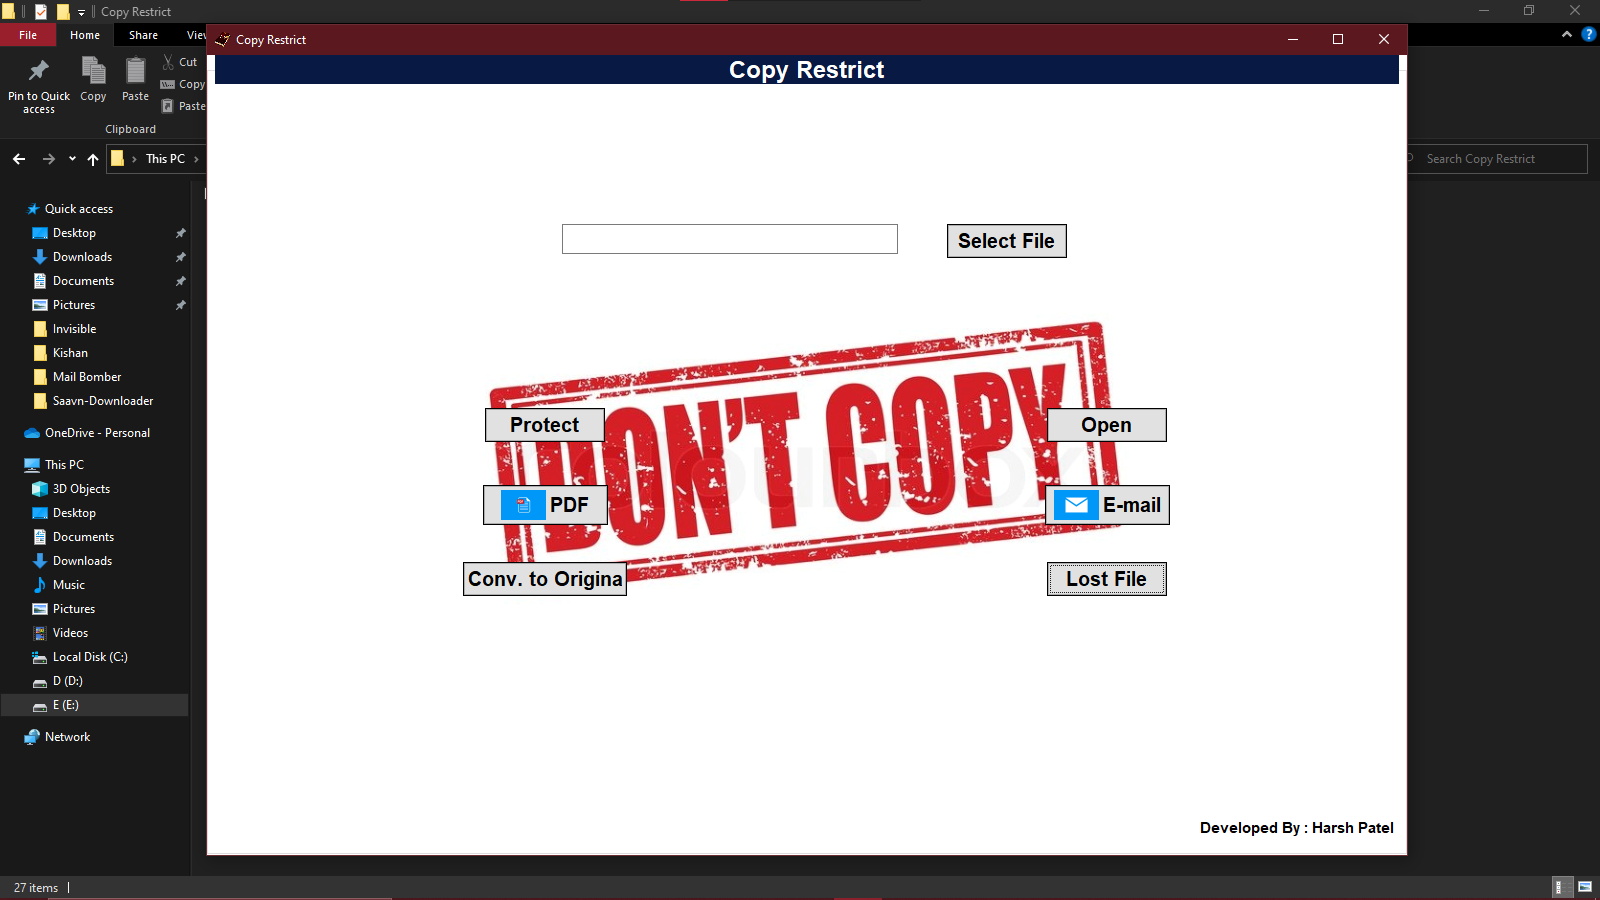 Copy Restrict
File
Home
Share
Vie
Pin to Quick access
Copy
Paste
Cut
Copy
Paste
Clipboard
This PC
Search Copy Restrict
Quick access
Desktop
Downloads
Documents
Pictures
Invisible
Kishan
Mail Bomber
Saavn-Downloader
OneDrive - Personal
This PC
3D Objects
Desktop
Documents
Downloads
Music
Pictures
Videos
Local Disk (C:)
D (D:)
E (E:)
Network
27 items
Copy Restrict
Copy Restrict
Select File
DON'T COPY
Protect
Open
PDF
E-mail
Conv. to Origina
Lost File
Developed By : Harsh Patel